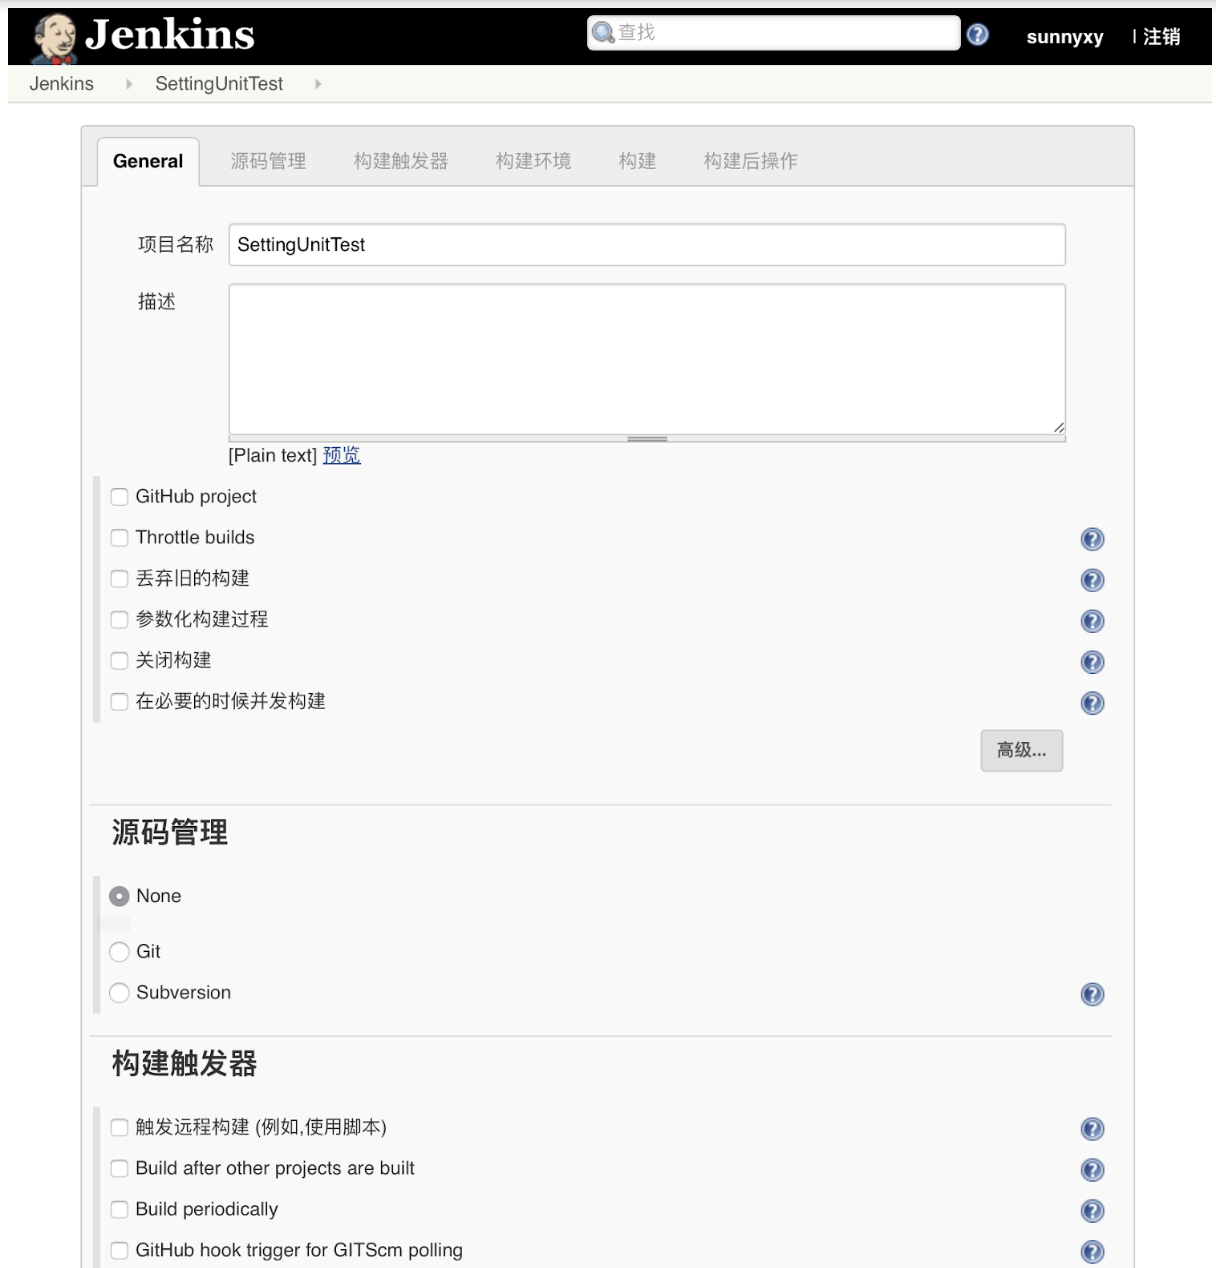 Jenkins
查找
sunnyxy
| 注销
Jenkins
SettingUnitTest
General
源码管理
构建触发器
构建环境
构建
构建后操作
项目名称
SettingUnitTest
描述
[Plain text] 预览
GitHub project
Throttle builds
丢弃旧的构建
参数化构建过程
关闭构建
在必要的时候并发构建
高级...
源码管理
None
Git
Subversion
构建触发器
触发远程构建 (例如,使用脚本)
Build after other projects are built
Build periodically
GitHub hook trigger for GITScm polling